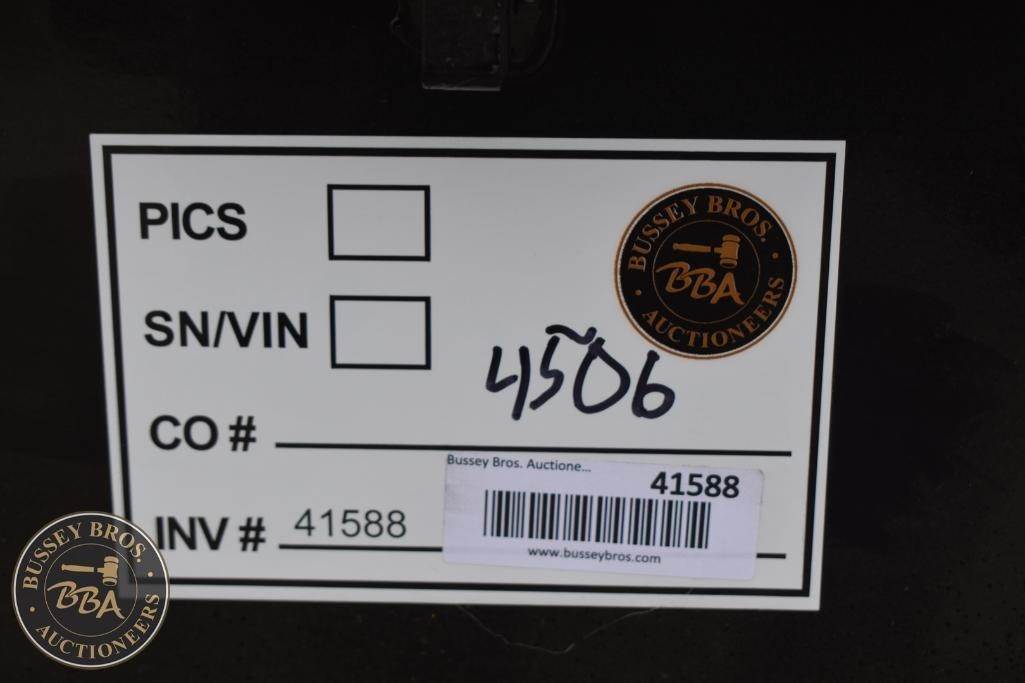 PICS
BUSSEY BROS.
BBA
AUCTIONEERS
SN/VIN
4506
CO #
Bussey Bros. Auctione...
41588
INV # 41588
www.busseybros.com
BUSSEY BROS.
BBA
AUCTIONEERS